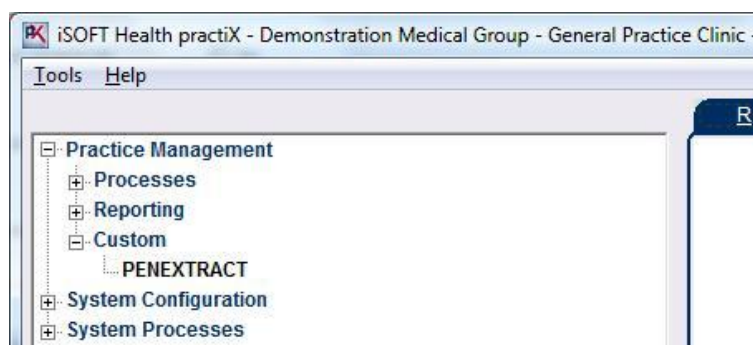 iSOFT Health practiX - Demonstration Medical Group - General Practice Clinic -
Tools Help
R
Practice Management
Processes
Reporting
Custom
PENEXTRACT
System Configuration
System Processes